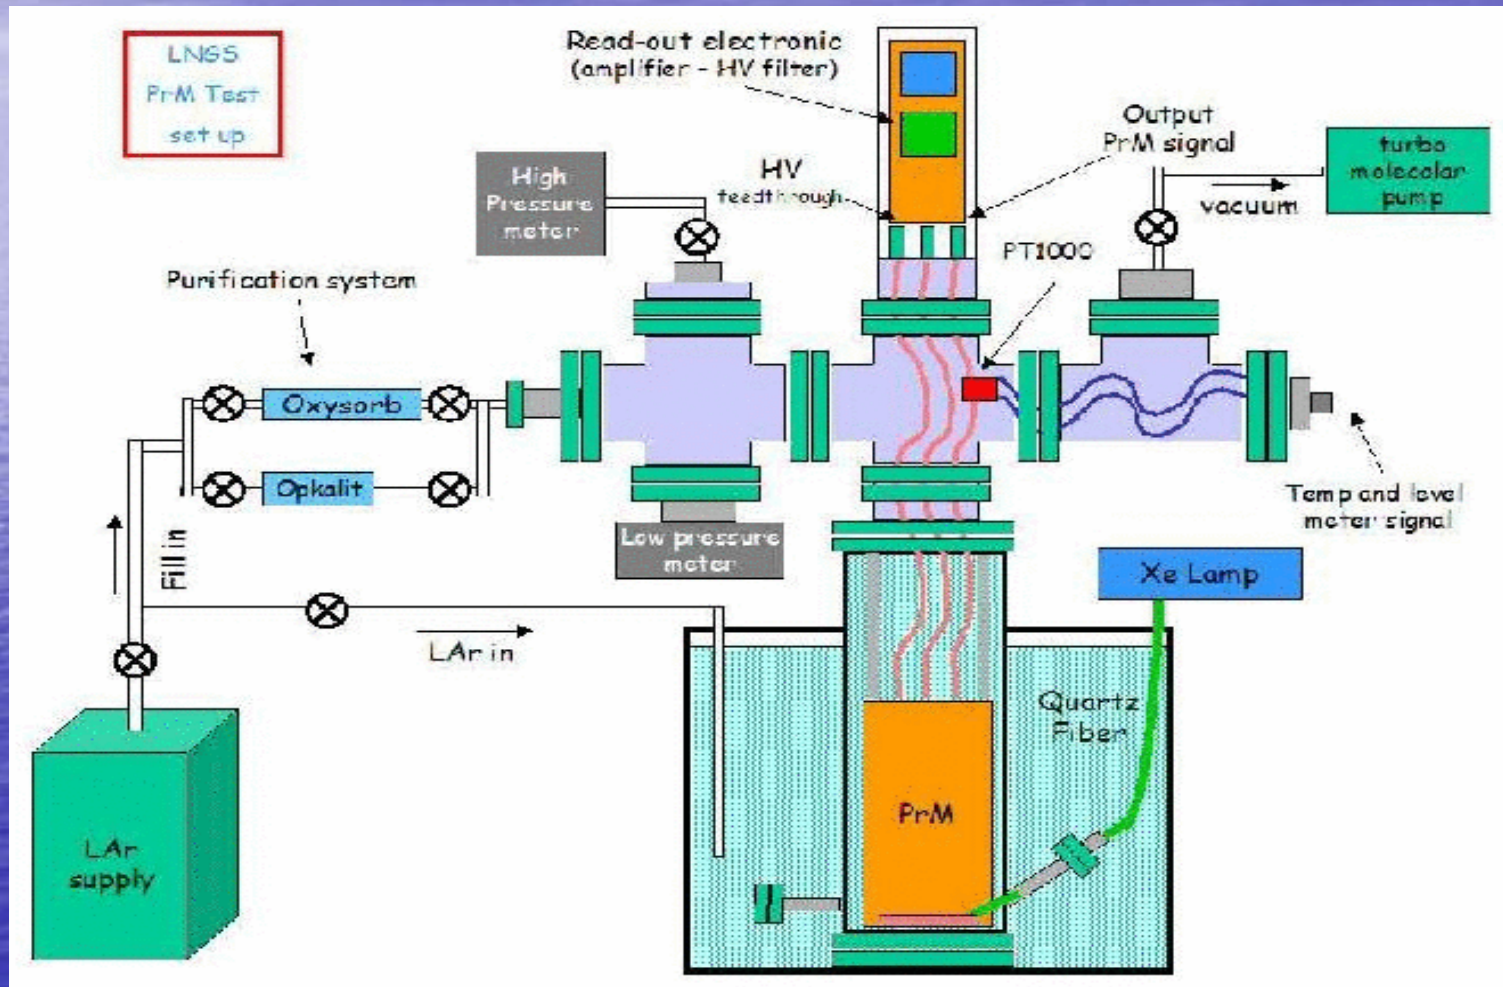 LNGS
PrM Test
set up
Read-out electronic
(amplifier - HV filter)
Output
PrM signal
turbo
molecolar
pump
High
Pressure
meter
HV
feedthrough
vacuum
PT1000
Purification system
Oxysorb
Opkalit
Temp and level
meter signal
Low pressure
meter
Fill in
Xe Lamp
LAr in
Quartz
Fiber
PrM
LAr
supply